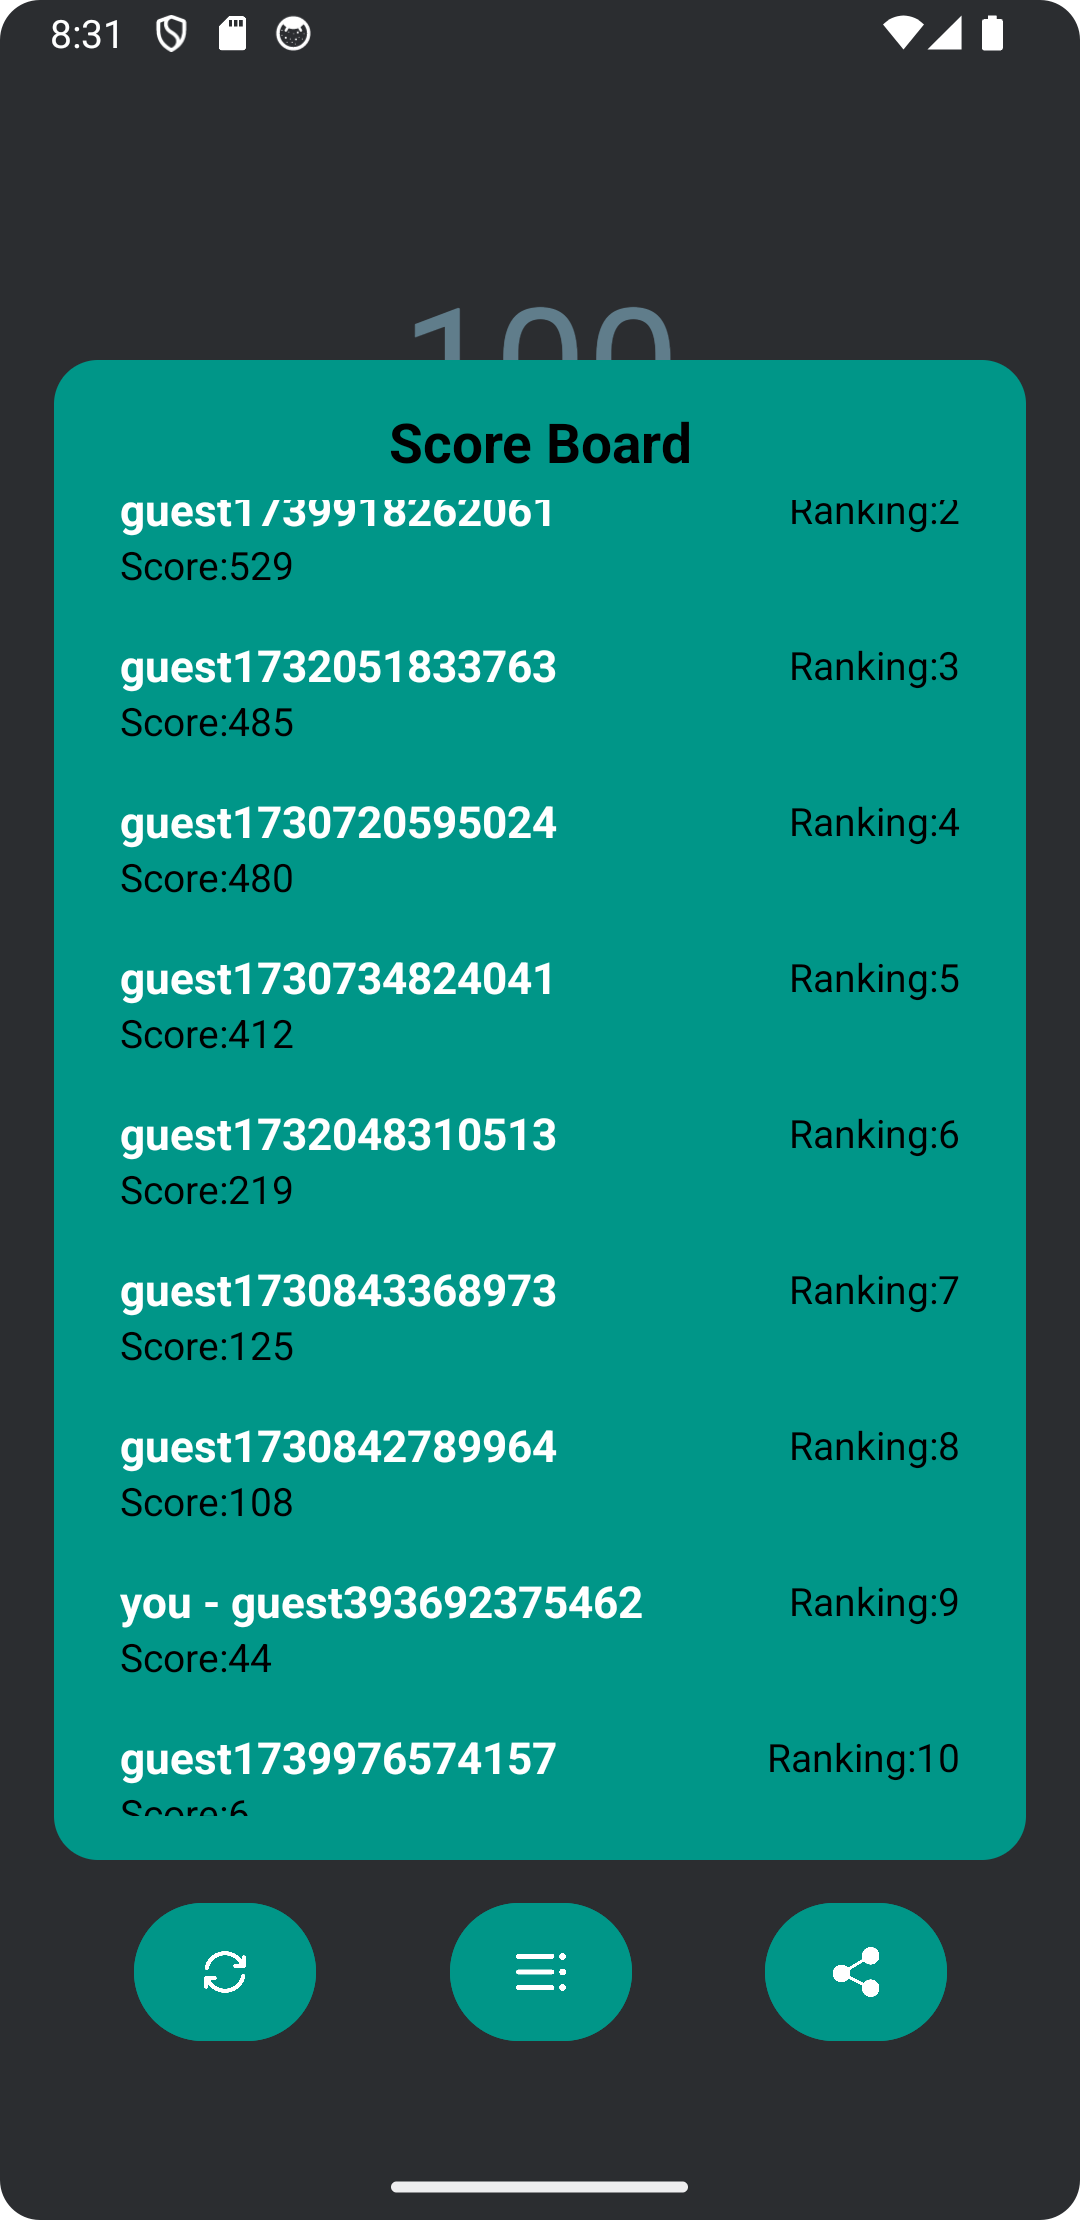 8:31
100
Score Board
guest1739918262061 Ranking:2
Score:529
guest1732051833763 Ranking:3
Score:485
guest1730720595024 Ranking:4
Score:480
guest1730734824041 Ranking:5
Score:412
guest1732048310513 Ranking:6
Score:219
guest1730843368973 Ranking:7
Score:125
guest1730842789964 Ranking:8
Score:108
you - guest393692375462 Ranking:9
Score:44
guest1739976574157 Ranking:10
Score:6